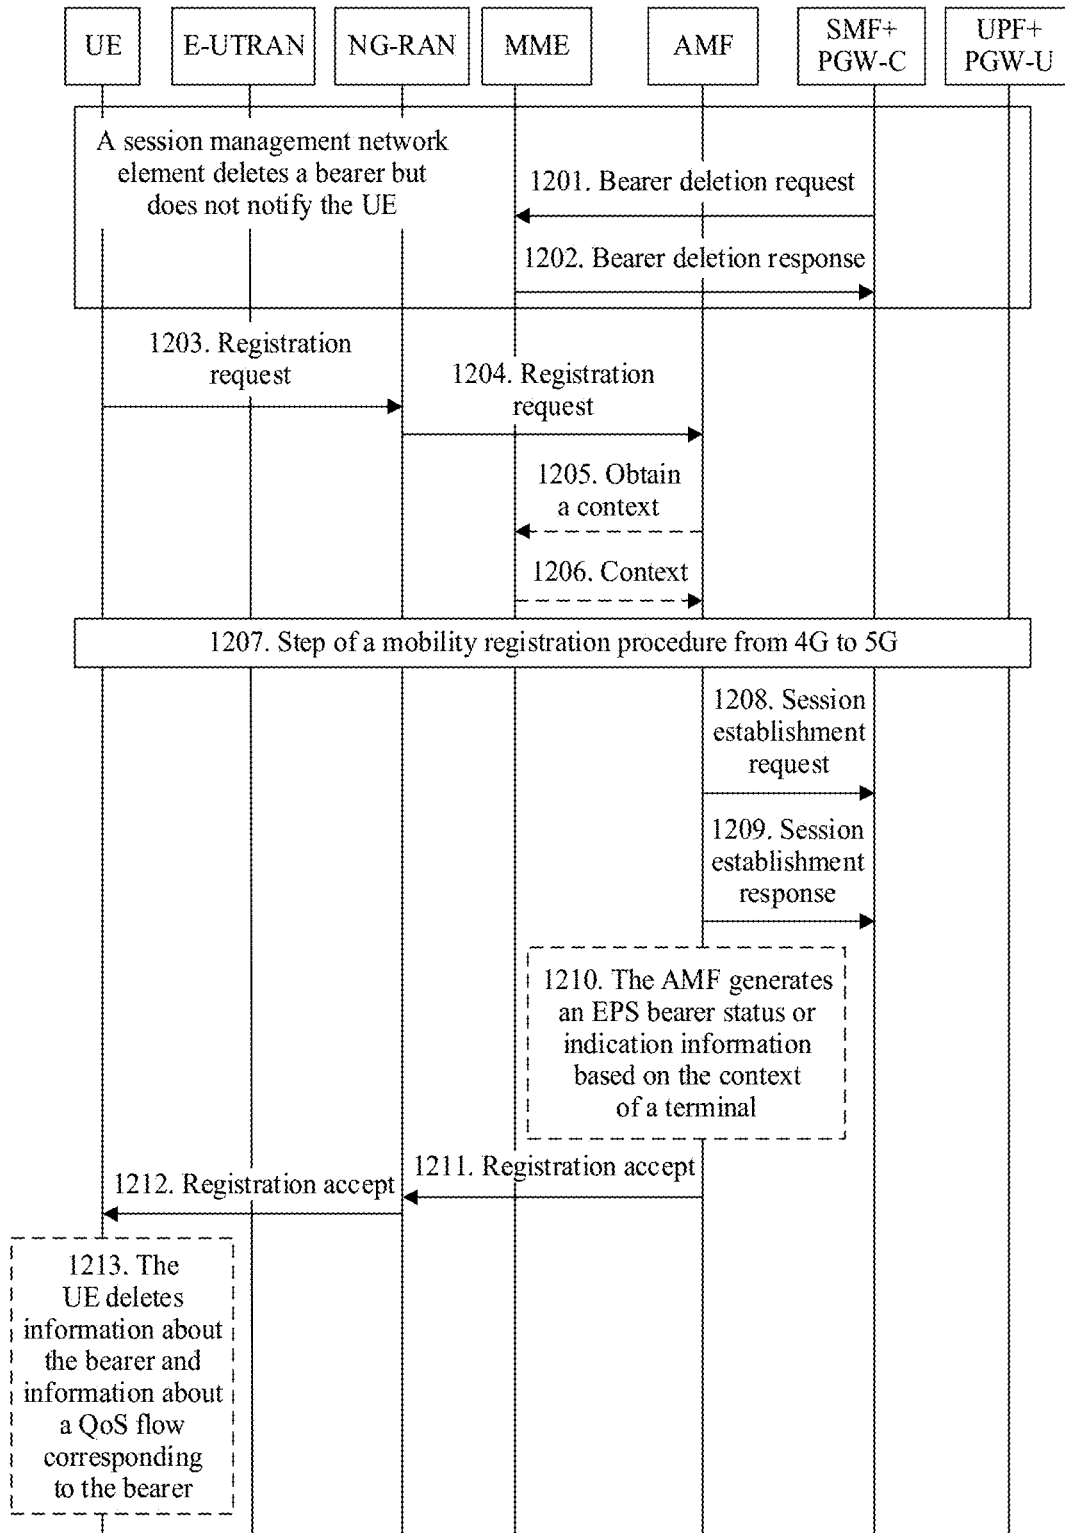 UE
E-UTRAN
NG-RAN
MME
AMF
SMF+
PGW-C
UPF+
PGW-U
A session management network
element deletes a bearer but
does not notify the UE
1201. Bearer deletion request
1202. Bearer deletion response
1203. Registration
request
1204. Registration
request
1205. Obtain
a context
1206. Context
1207. Step of a mobility registration procedure from 4G to 5G
1208. Session
establishment
request
1209. Session
establishment
response
1210. The AMF generates
an EPS bearer status or
indication information
based on the context
of a terminal
1211. Registration accept
1212. Registration accept
1213. The
UE deletes
information about
the bearer and
information about
a QoS flow
corresponding
to the bearer